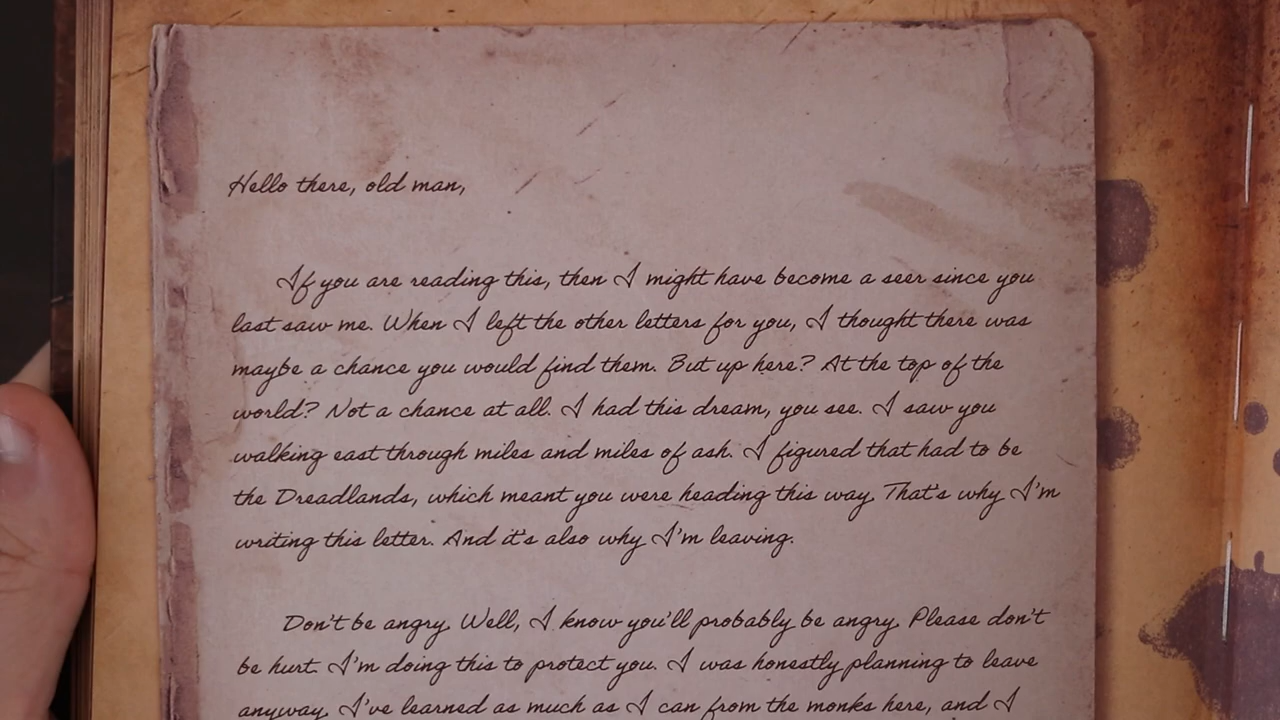 Hello there, old man,
If you are reading this, then I might have become a seer since you
last saw me. When I left the other letters for you, I thought there was
maybe a chance you would find them. But up here? At the top of the
world? Not a chance at all. I had this dream, you see. I saw you
walking east through miles and miles of ash. I figured that had to be
the Dreadlands, which meant you were heading this way. That's why I'm
writing this letter. And it's also why I'm leaving.
Don't be angry. Well, I know you'll probably be angry. Please don't
be hurt. I'm doing this to protect you. I was honestly planning to leave
anyway. I've learned as much as I can from the monks here, and I